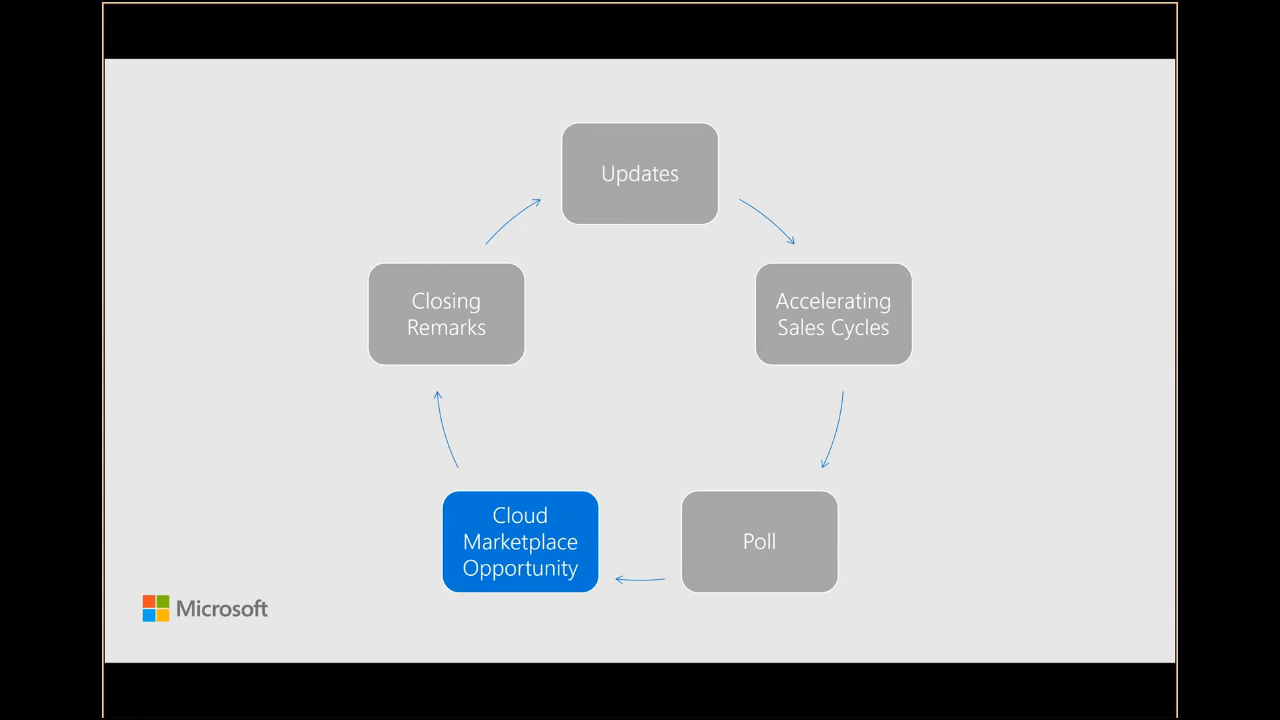 Updates
Accelerating
Sales Cycles
Poll
Cloud
Marketplace
Opportunity
Closing
Remarks
Microsoft